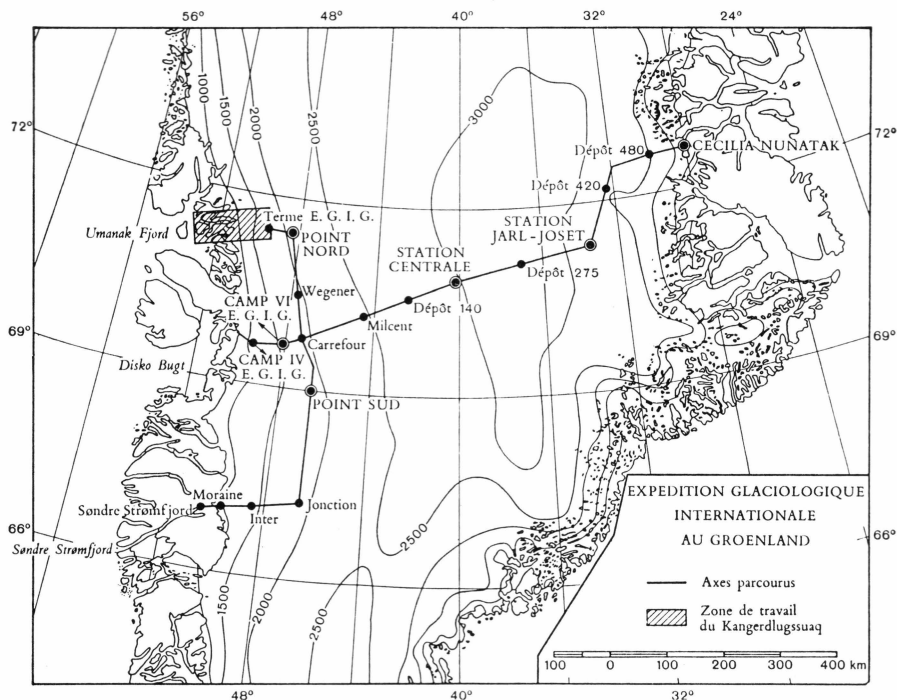 56° 48° 40° 32° 24°
1000
1500
2000
2500
3000
72° 72°
Dépôt 480
CECILIA NUNATAK
Dépôt 420
Terme E. G. I. G.
STATION
JARL-JOSET
Umanak Fjord
POINT
NORD
STATION
CENTRALE
Dépôt 275
Wegener
CAMP VI
E. G. I. G.
Dépôt 140
Milcent
69° 69°
Carrefour
Disko Bugt
CAMP IV
E. G. I. G.
POINT SUD
Moraine
Søndre Strømfjord
Jonction
Inter
66° 66°
Søndre Strømfjord
2500
1500
2000
2500
EXPEDITION GLACIOLOGIQUE
INTERNATIONALE
AU GROENLAND
Axes parcourus
Zone de travail
du Kangerdlugssuaq
100 0 100 200 300 400 km
48° 40° 32°